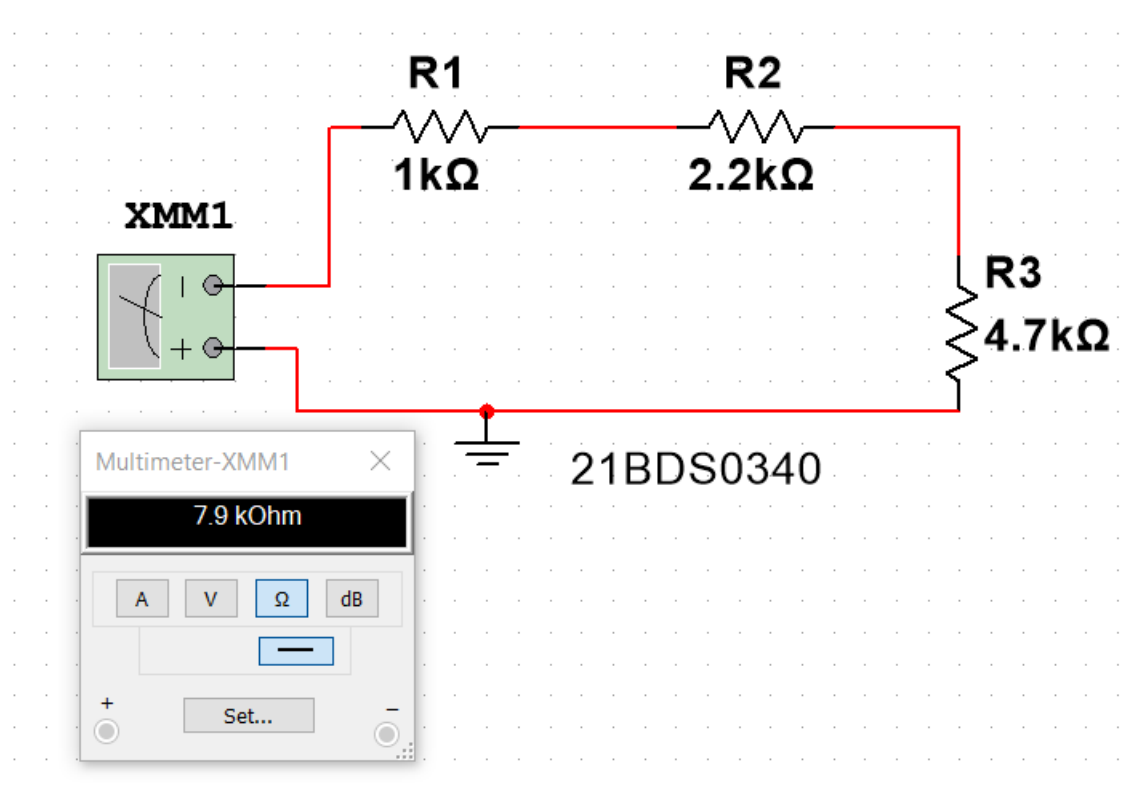 R1
R2
1kΩ
2.2kΩ
XMM1
R3
4.7kΩ
21BDS0340
Multimeter-XMM1
7.9 kOhm
A V Ω dB
+ −
Set...